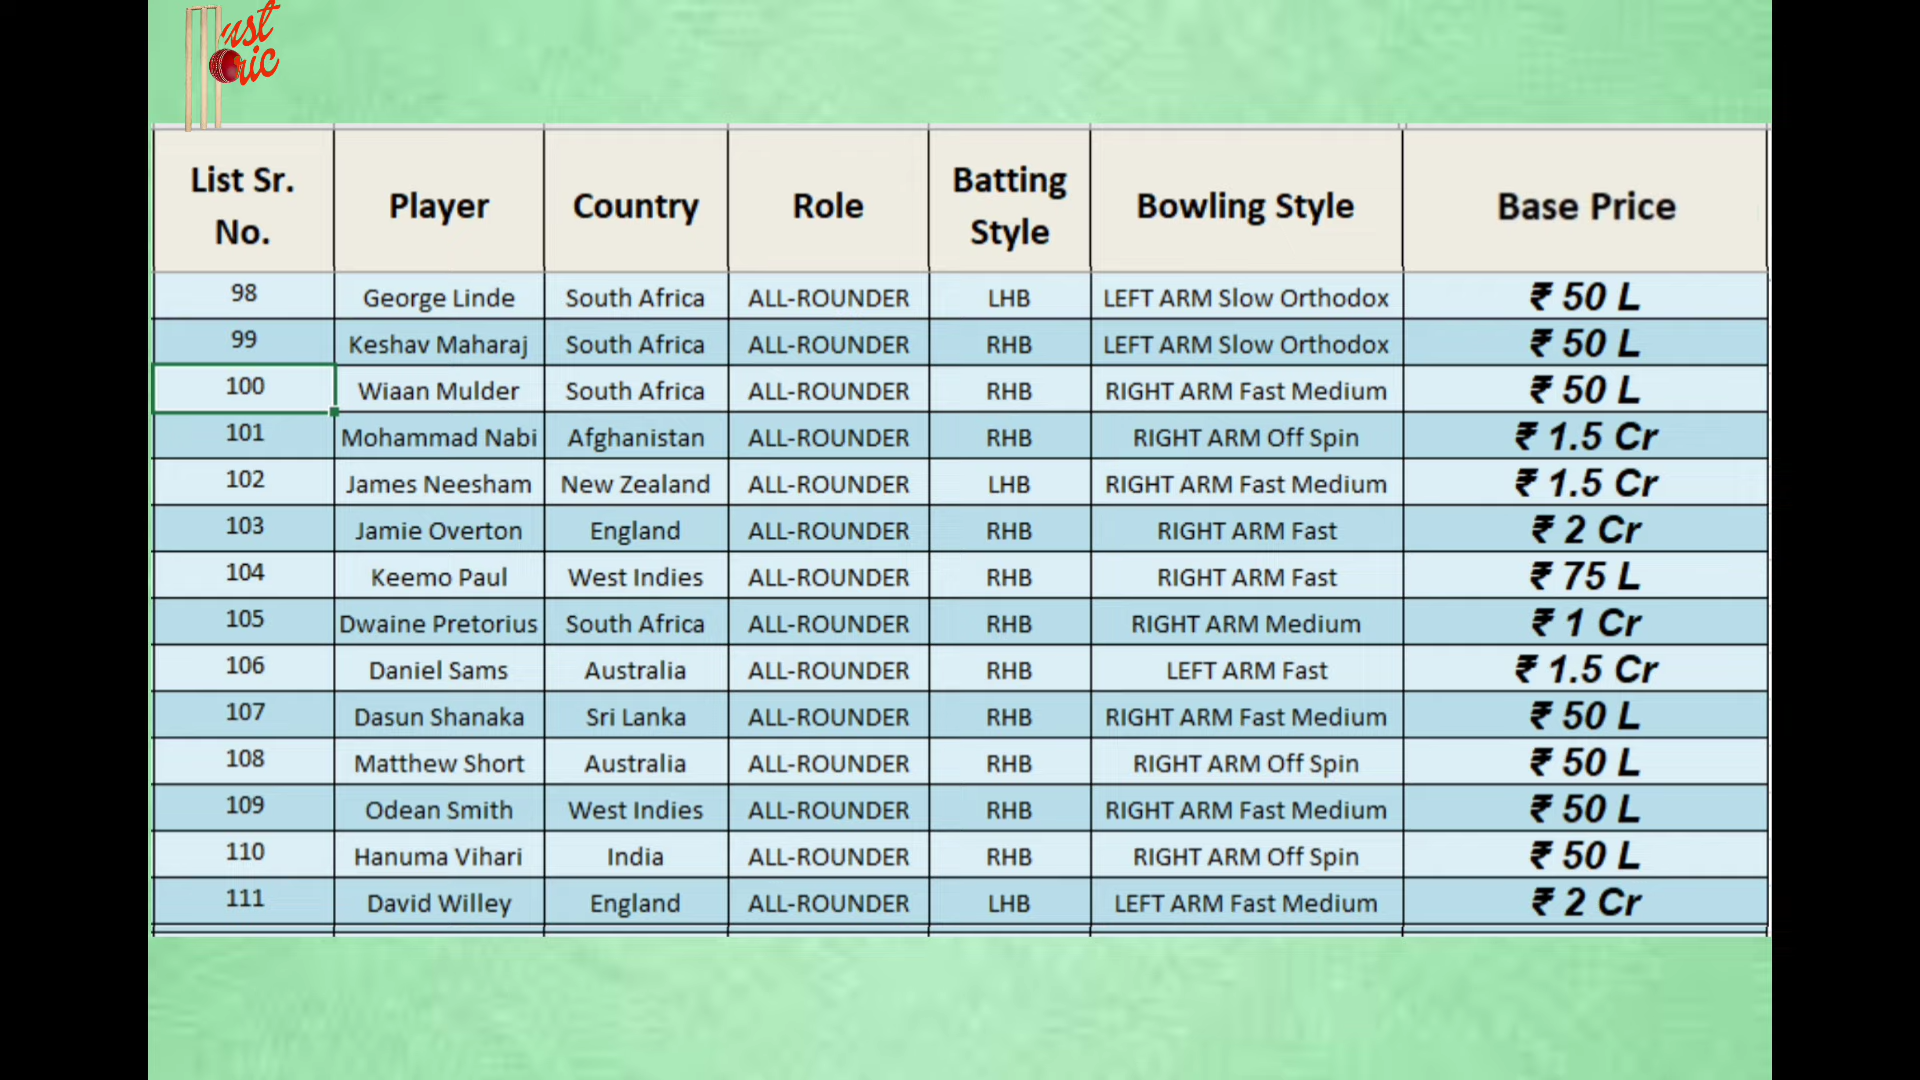 ust
ric
List Sr. No. Player Country Role Batting Style Bowling Style Base Price
98 George Linde South Africa ALL-ROUNDER LHB LEFT ARM Slow Orthodox ₹ 50 L
99 Keshav Maharaj South Africa ALL-ROUNDER RHB LEFT ARM Slow Orthodox ₹ 50 L
100 Wiaan Mulder South Africa ALL-ROUNDER RHB RIGHT ARM Fast Medium ₹ 50 L
101 Mohammad Nabi Afghanistan ALL-ROUNDER RHB RIGHT ARM Off Spin ₹ 1.5 Cr
102 James Neesham New Zealand ALL-ROUNDER LHB RIGHT ARM Fast Medium ₹ 1.5 Cr
103 Jamie Overton England ALL-ROUNDER RHB RIGHT ARM Fast ₹ 2 Cr
104 Keemo Paul West Indies ALL-ROUNDER RHB RIGHT ARM Fast ₹ 75 L
105 Dwaine Pretorius South Africa ALL-ROUNDER RHB RIGHT ARM Medium ₹ 1 Cr
106 Daniel Sams Australia ALL-ROUNDER RHB LEFT ARM Fast ₹ 1.5 Cr
107 Dasun Shanaka Sri Lanka ALL-ROUNDER RHB RIGHT ARM Fast Medium ₹ 50 L
108 Matthew Short Australia ALL-ROUNDER RHB RIGHT ARM Off Spin ₹ 50 L
109 Odean Smith West Indies ALL-ROUNDER RHB RIGHT ARM Fast Medium ₹ 50 L
110 Hanuma Vihari India ALL-ROUNDER RHB RIGHT ARM Off Spin ₹ 50 L
111 David Willey England ALL-ROUNDER LHB LEFT ARM Fast Medium ₹ 2 Cr